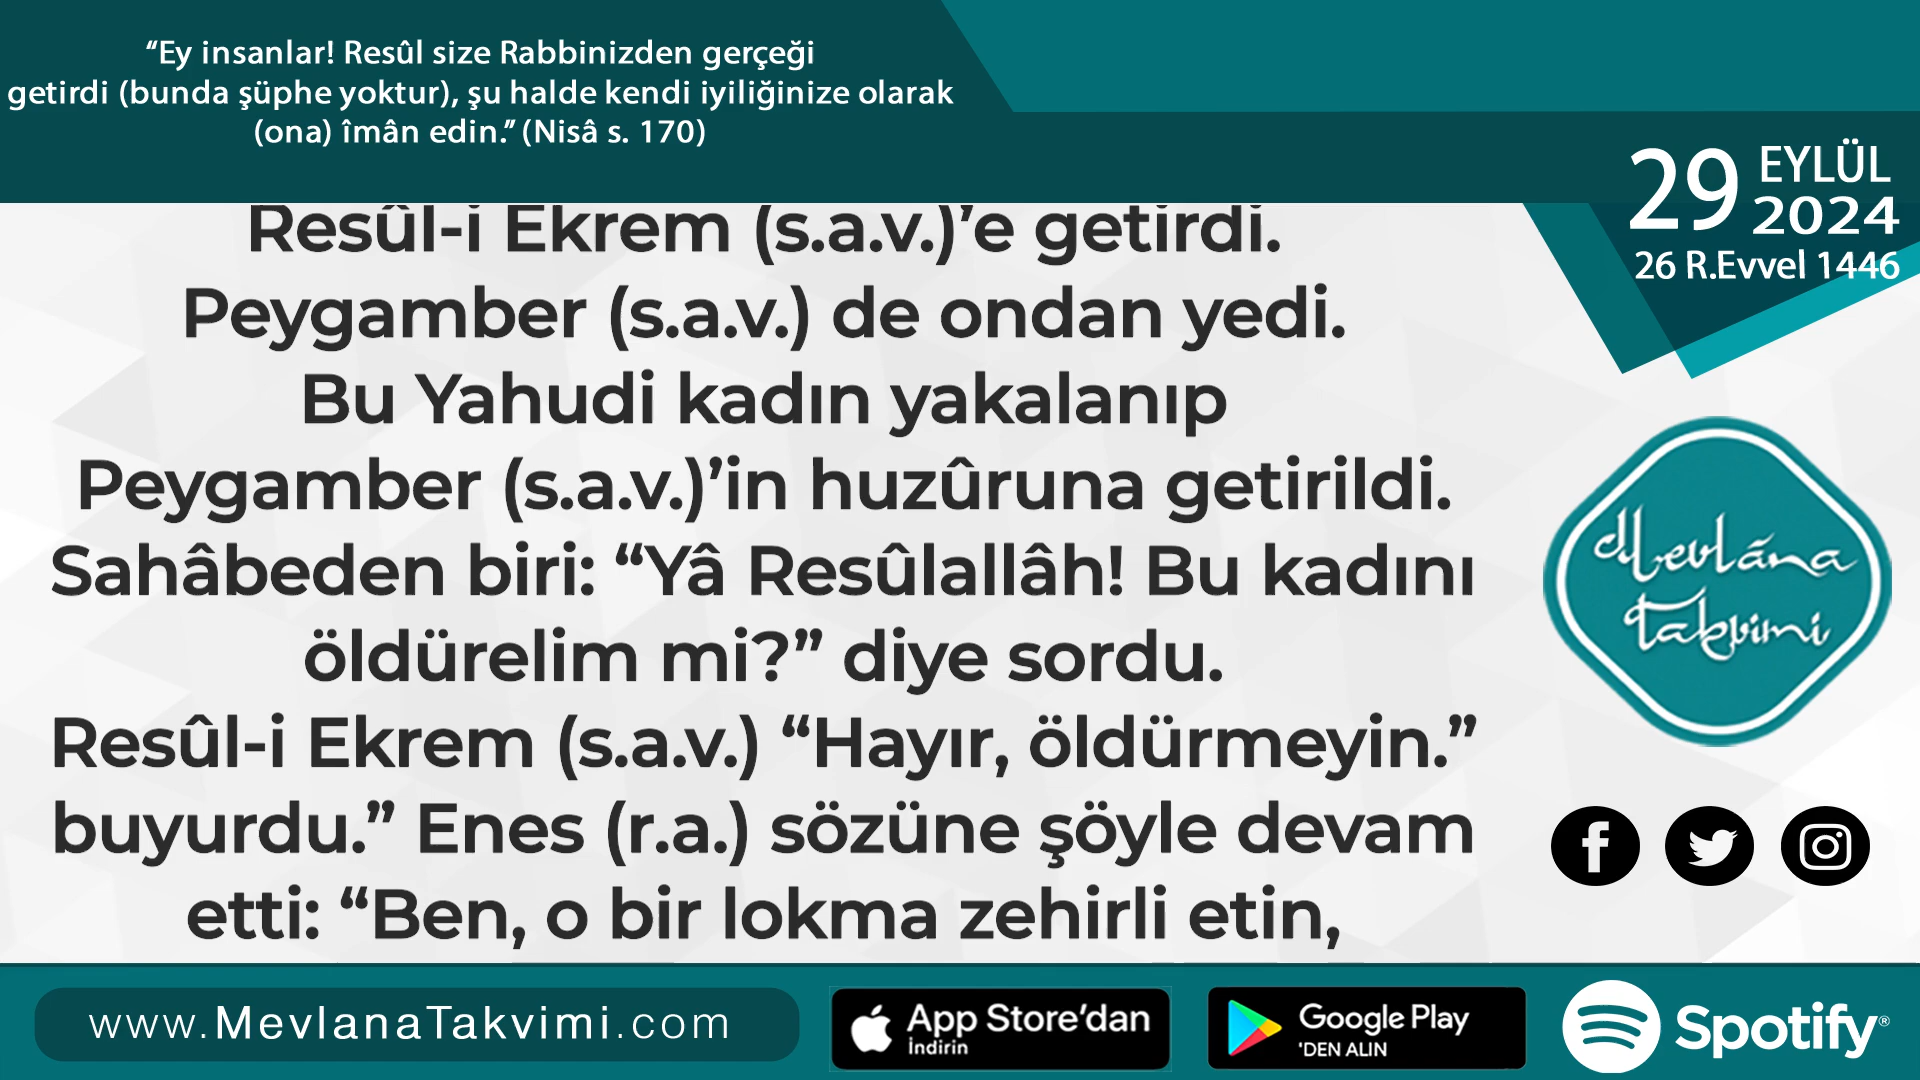 “Ey insanlar! Resûl size Rabbinizden gerçeği
getirdi (bunda şüphe yoktur), şu halde kendi iyiliğinize olarak
(ona) îmân edin.” (Nisâ s. 170)
29 EYLÜL
2024
26 R.Evvel 1446
Resûl-i Ekrem (s.a.v.)’e getirdi.
Peygamber (s.a.v.) de ondan yedi.
Bu Yahudi kadın yakalanıp
Peygamber (s.a.v.)’in huzûruna getirildi.
Sahâbeden biri: “Yâ Resûlallâh! Bu kadını
öldürelim mi?” diye sordu.
Resûl-i Ekrem (s.a.v.) “Hayır, öldürmeyin.”
buyurdu.” Enes (r.a.) sözüne şöyle devam
etti: “Ben, o bir lokma zehirli etin,
Mevlâna
Takvimi
www.MevlanaTakvimi.com
App Store’dan
İndirin
Google Play
'DEN ALIN
Spotify®